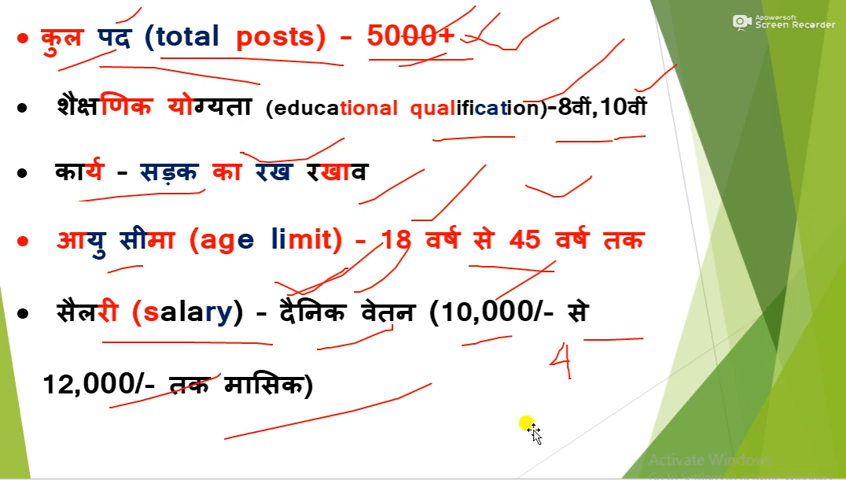 Apowersoft
Screen Recorder
• कुल पद (total posts) – 5000+
• शैक्षणिक योग्यता (educational qualification)-8वीं,10वीं
• कार्य – सड़क का रख रखाव
• आयु सीमा (age limit) – 18 वर्ष से 45 वर्ष तक
• सैलरी (salary) – दैनिक वेतन (10,000/- से
12,000/- तक मासिक)
4
Activate Windows